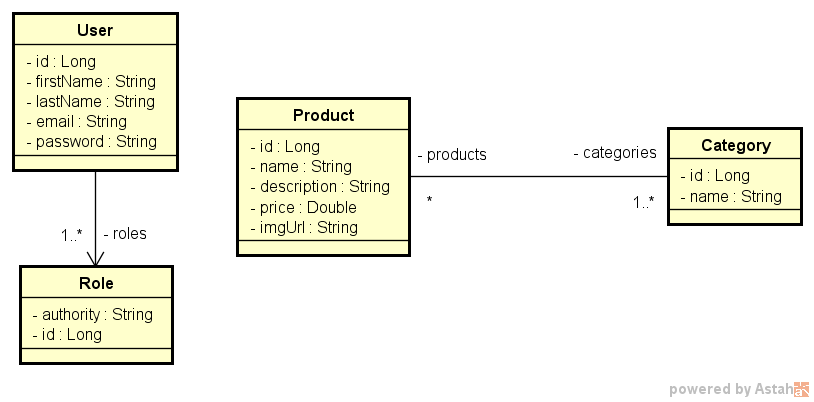 User
- id : Long
- firstName : String
- lastName : String
- email : String
- password : String
1..*
- roles
Role
- authority : String
- id : Long
Product
- id : Long
- name : String
- description : String
- price : Double
- imgUrl : String
- products
*
- categories
1..*
Category
- id : Long
- name : String
powered by Astah